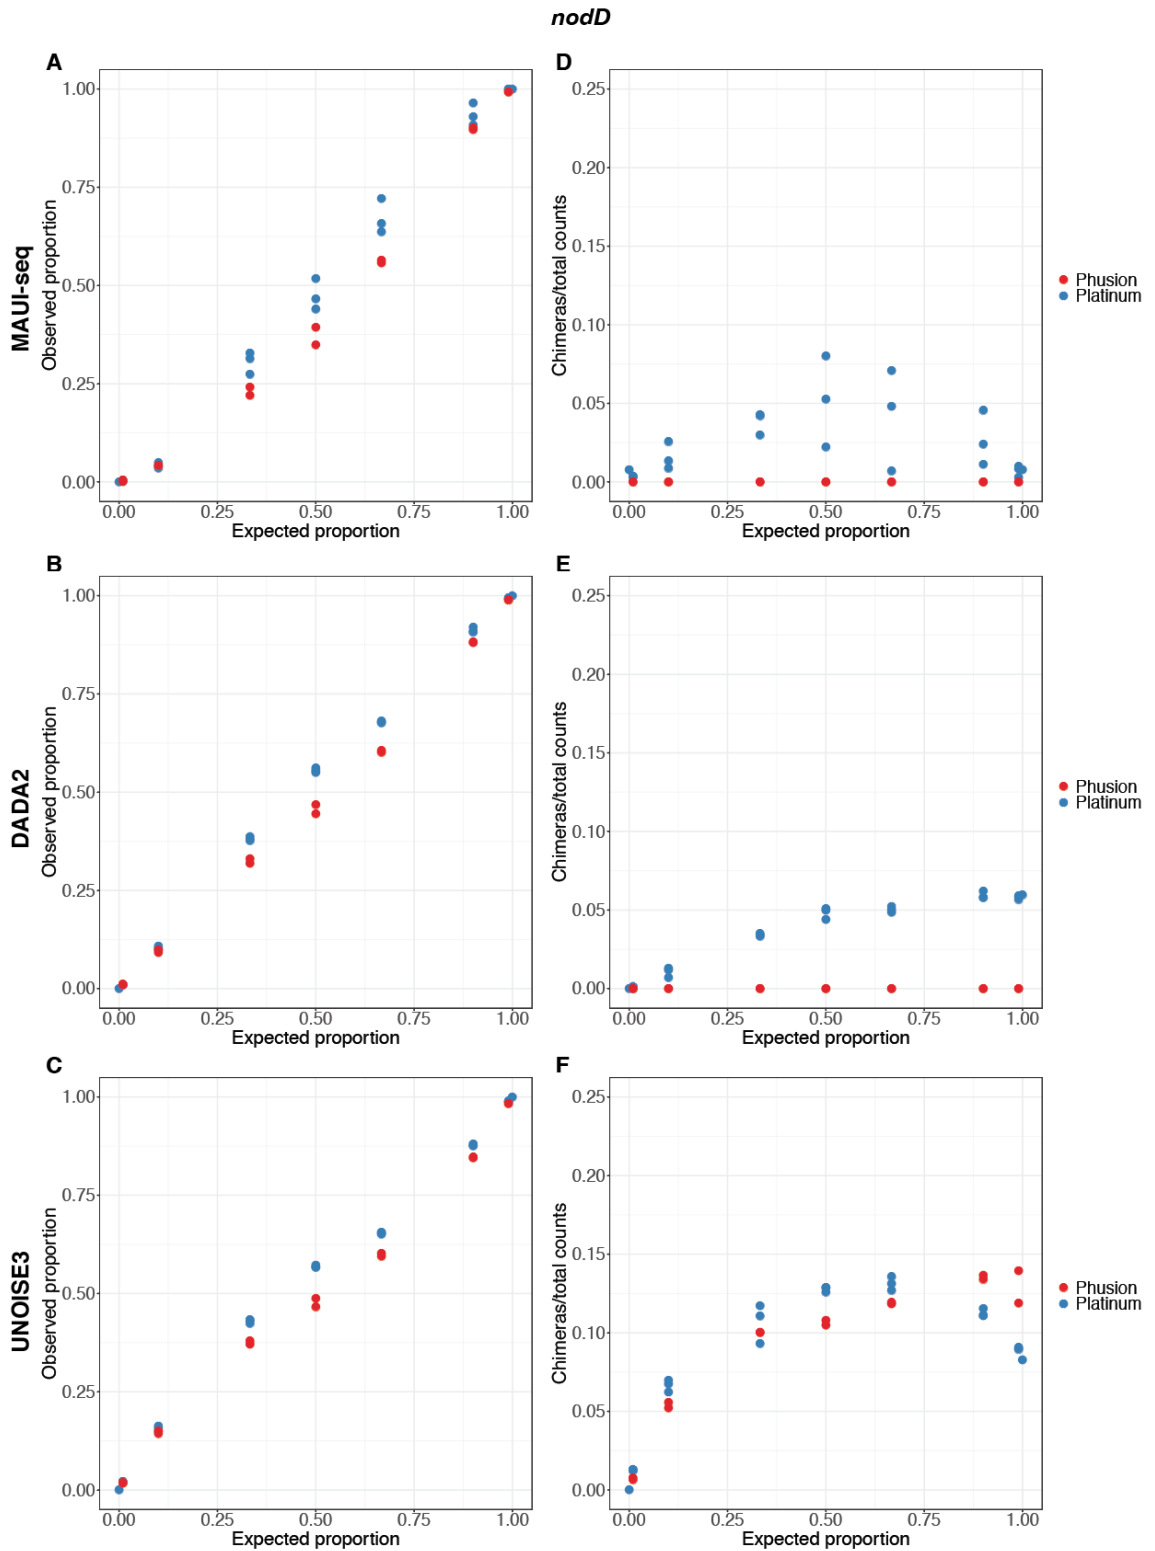 nodD
A
D
MAUI-seq
Observed proportion
1.00
0.75
0.50
0.25
0.00
0.00 0.25 0.50 0.75 1.00
Expected proportion
Chimeras/total counts
0.25
0.20
0.15
0.10
0.05
0.00
0.00 0.25 0.50 0.75 1.00
Expected proportion
Phusion
Platinum
B
E
DADA2
Observed proportion
1.00
0.75
0.50
0.25
0.00
0.00 0.25 0.50 0.75 1.00
Expected proportion
Chimeras/total counts
0.25
0.20
0.15
0.10
0.05
0.00
0.00 0.25 0.50 0.75 1.00
Expected proportion
Phusion
Platinum
C
F
UNOISE3
Observed proportion
1.00
0.75
0.50
0.25
0.00
0.00 0.25 0.50 0.75 1.00
Expected proportion
Chimeras/total counts
0.25
0.20
0.15
0.10
0.05
0.00
0.00 0.25 0.50 0.75 1.00
Expected proportion
Phusion
Platinum